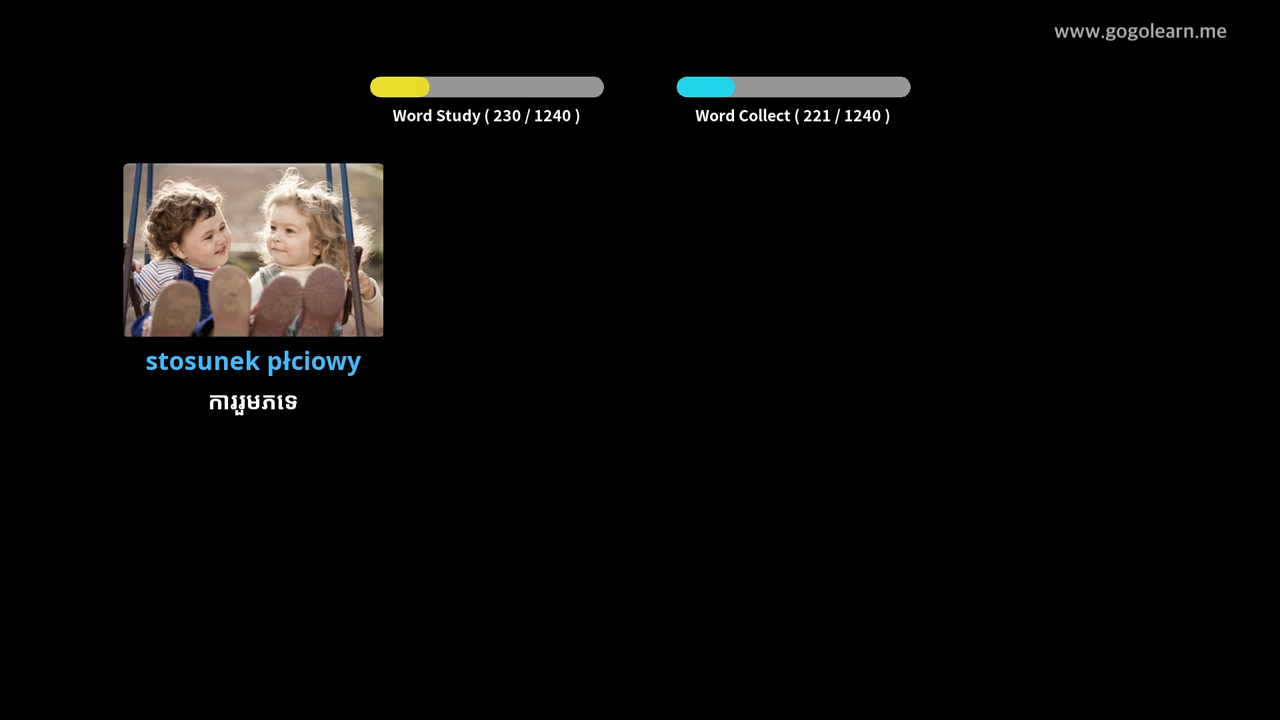 www.gogolearn.me
Word Study ( 230 / 1240 )
Word Collect ( 221 / 1240 )
stosunek płciowy
ការរួមភទេ